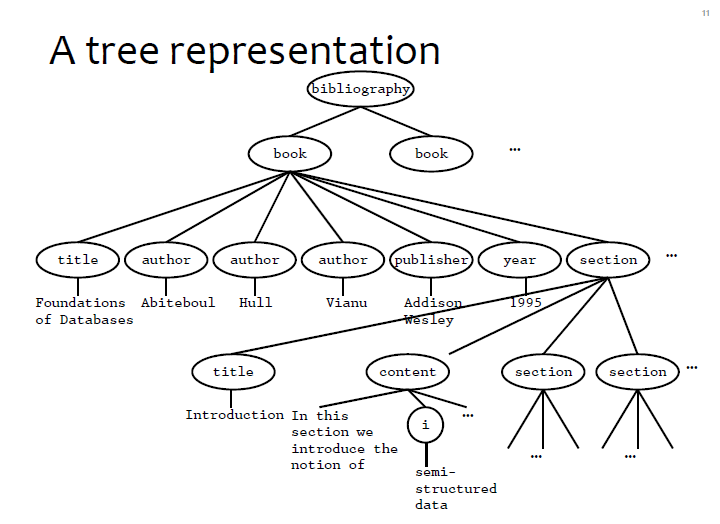 11
A tree representation
bibliography
book
book
...
title
author
author
author
publisher
year
section
...
Foundations
of Databases
Abiteboul
Hull
Vianu
Addison
Wesley
1995
title
content
section
section
...
Introduction
In this
section we
introduce the
notion of
i
...
semi-
structured
data
...
...